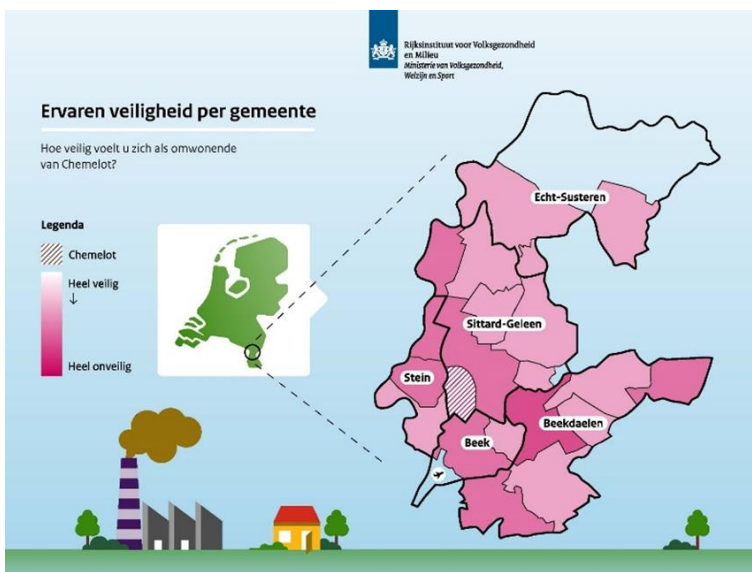 Rijksinstituut voor Volksgezondheid
en Milieu
Ministerie van Volksgezondheid,
Welzijn en Sport
Ervaren veiligheid per gemeente
Hoe veilig voelt u zich als omwonende
van Chemelot?
Legenda
Chemelot
Heel veilig
↓
Heel onveilig
Echt-Susteren
Sittard-Geleen
Stein
Beekdaelen
Beek